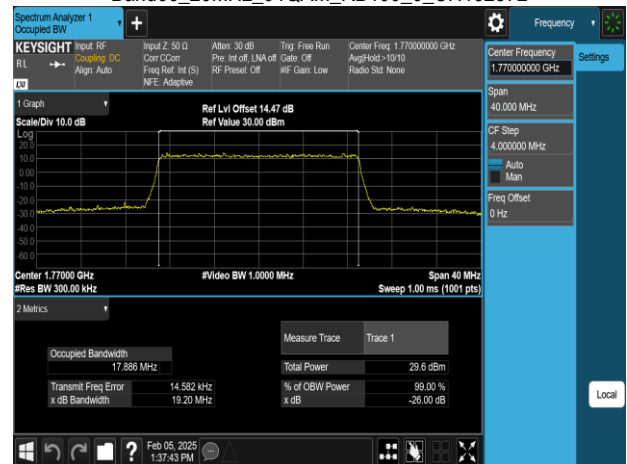 Spectrum Analyzer 1
Occupied BW
Frequency
KEYSIGHT
RL
LXI
Input: RF
Coupling: DC
Align: Auto
Input Z: 50 Ω
Corr CCorr
Freq Ref: Int (S)
NFE: Adaptive
Atten: 30 dB
Pre: Int off, LNA off
RF Preset: Off
Trig: Free Run
Gate: Off
#IF Gain: Low
Center Freq: 1.770000000 GHz
Avg|Hold:>10/10
Radio Std: None
Center Frequency
1.770000000 GHz
Settings
Span
40.000 MHz
CF Step
4.000000 MHz
Auto
Man
Freq Offset
0 Hz
1 Graph
Scale/Div 10.0 dB
Ref Lvl Offset 14.47 dB
Ref Value 30.00 dBm
Log
20.0
10.0
0.00
-10.0
-20.0
-30.0
-40.0
-50.0
-60.0
Center 1.77000 GHz
#Video BW 1.0000 MHz
Span 40 MHz
#Res BW 300.00 kHz
Sweep 1.00 ms (1001 pts)
2 Metrics
Measure Trace
Trace 1
Occupied Bandwidth
17.886 MHz
Total Power
29.6 dBm
Transmit Freq Error
14.582 kHz
% of OBW Power
99.00 %
x dB Bandwidth
19.20 MHz
x dB
-26.00 dB
Local
Feb 05, 2025
1:37:43 PM